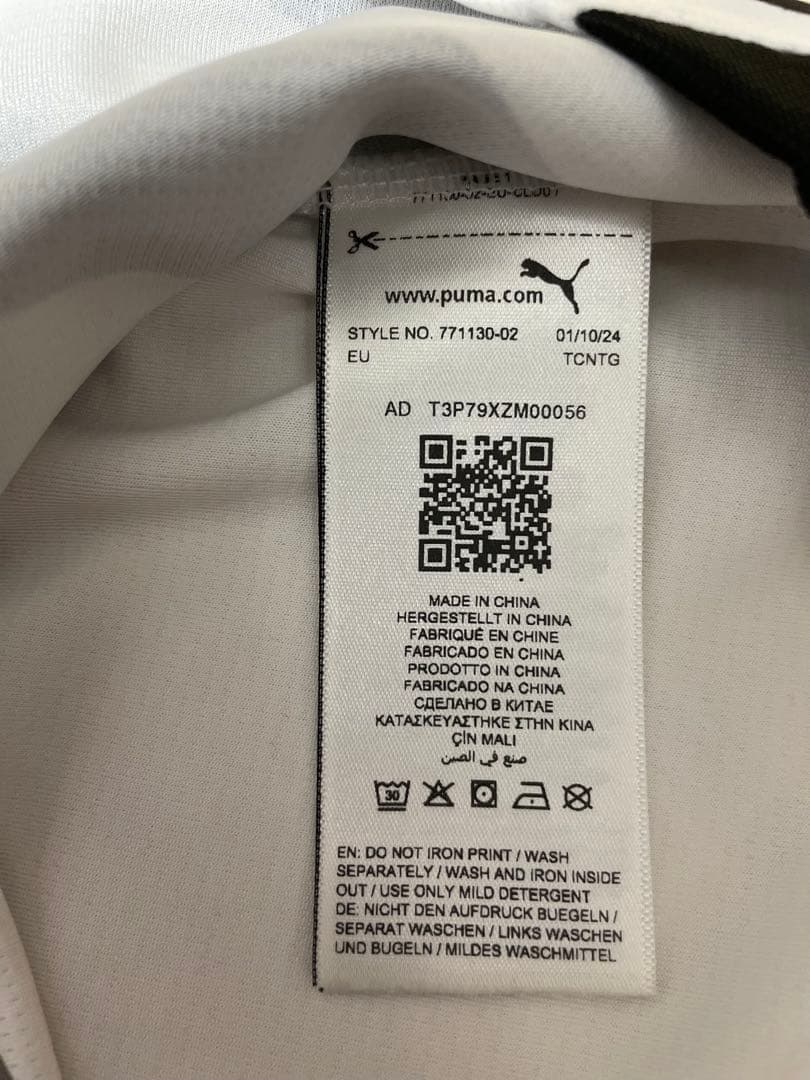 www.puma.com
STYLE NO. 771130-02 01/10/24
EU TCNTG
AD T3P79XZM00056
MADE IN CHINA
HERGESTELLT IN CHINA
FABRIQUÉ EN CHINE
FABRICADO EN CHINA
PRODOTTO IN CHINA
FABRICADO NA CHINA
СДЕЛАНО В КИТАЕ
ΚΑΤΑΣΚΕΥΑΣΤΗΚΕ ΣΤΗΝ ΚΙΝΑ
ÇİN MALI
صنع في الصين
30
EN: DO NOT IRON PRINT / WASH
SEPARATELY / WASH AND IRON INSIDE
OUT / USE ONLY MILD DETERGENT
DE: NICHT DEN AUFDRUCK BUEGELN /
SEPARAT WASCHEN / LINKS WASCHEN
UND BUGELN / MILDES WASCHMITTEL